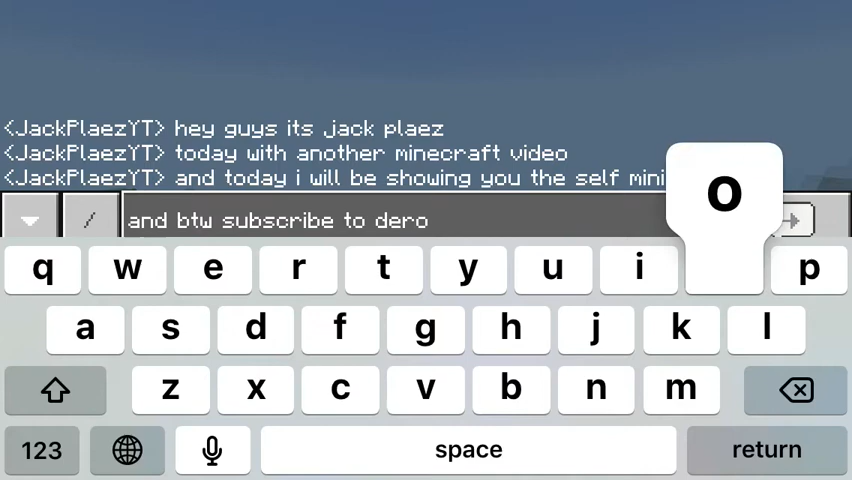 <JackPlaezYT> hey guys its jack plaez
<JackPlaezYT> today with another minecraft video
<JackPlaezYT> and today i will be showing you the self mini
/ and btw subscribe to dero
o
q w e r t y u i p
a s d f g h j k l
z x c v b n m
123 space return